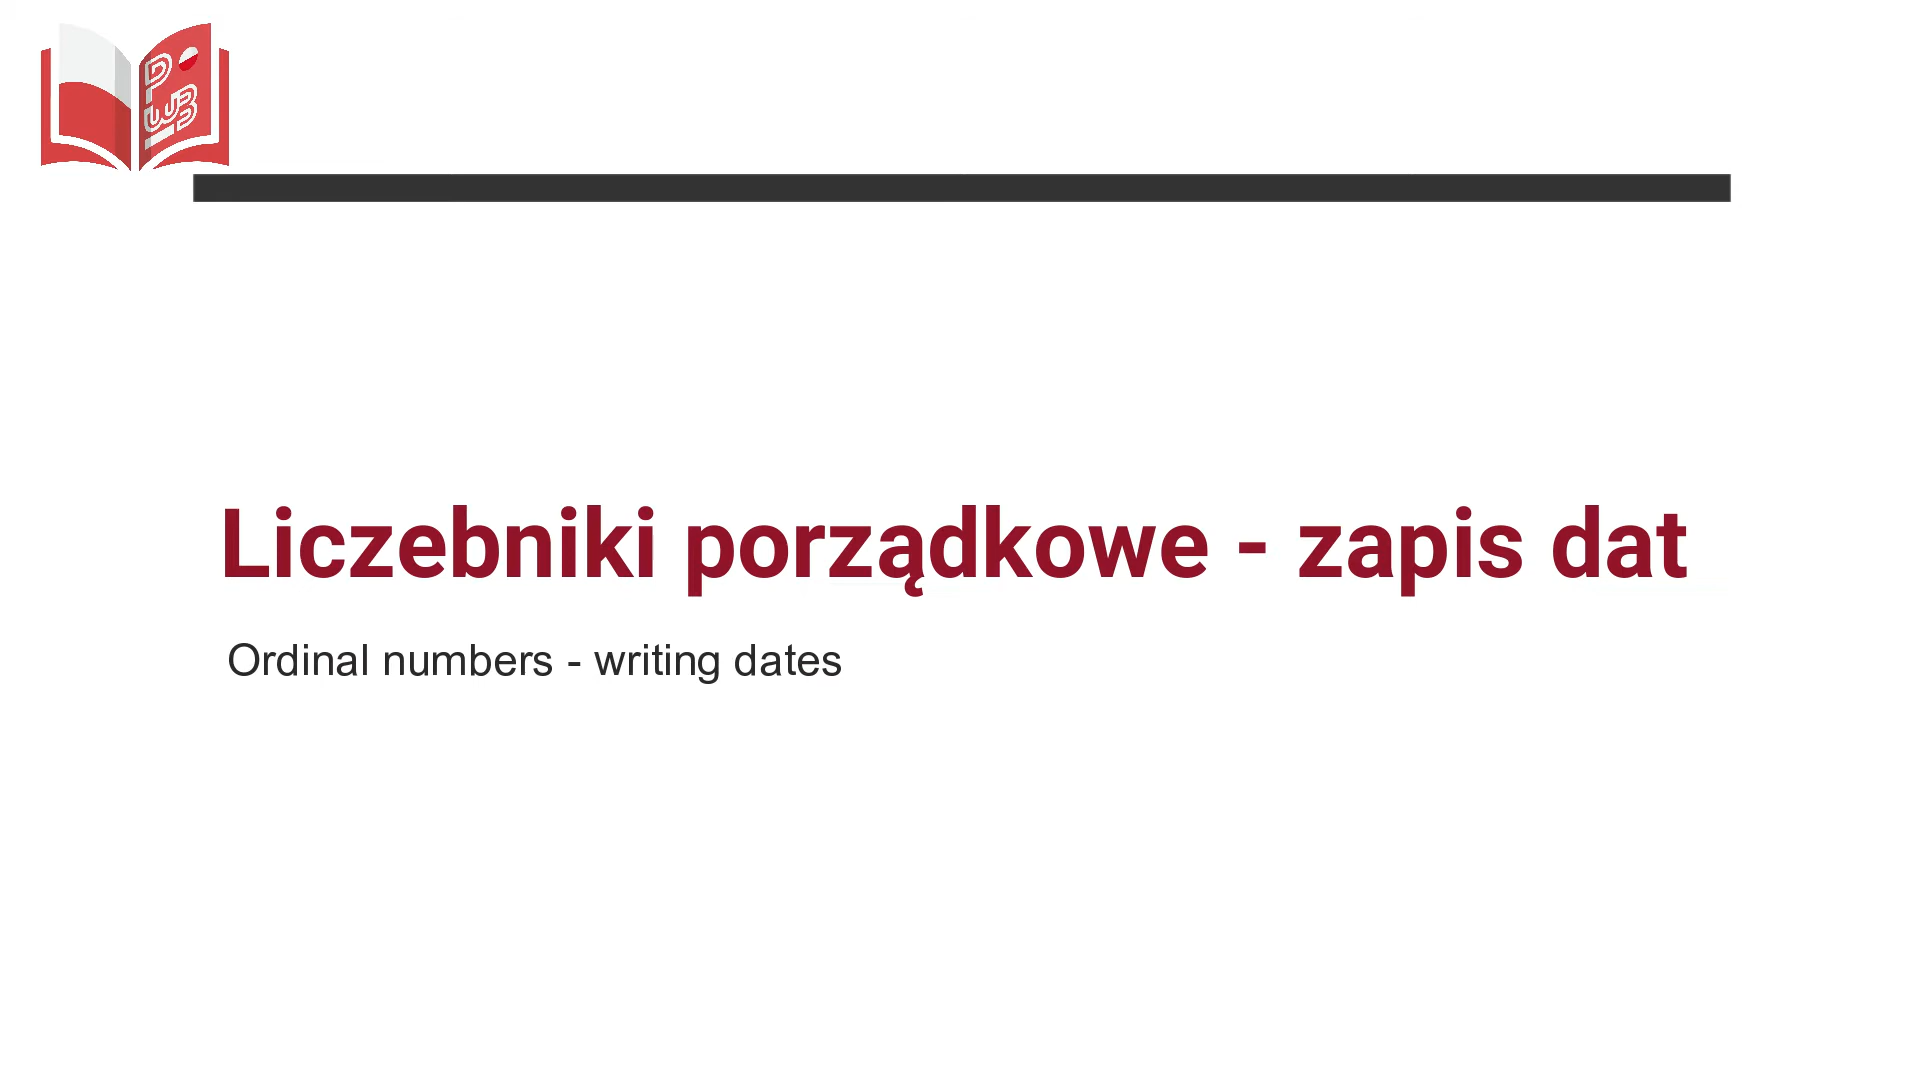 Liczebniki porządkowe - zapis dat
Ordinal numbers - writing dates